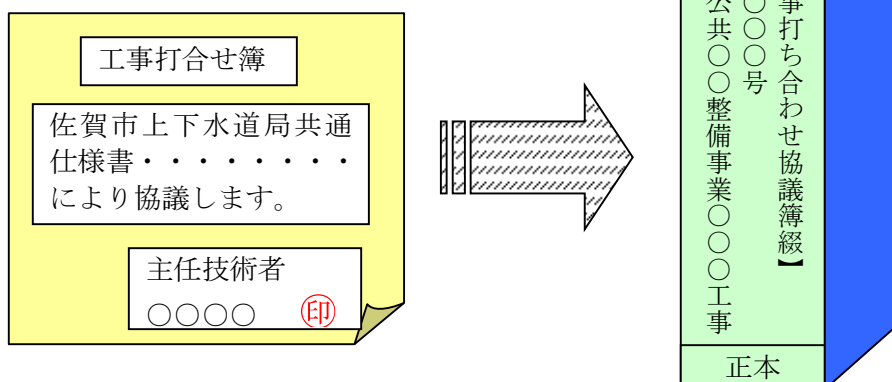 工事打合せ簿
佐賀市上下水道局共通
仕様書・・・・・・・・
により協議します。
主任技術者
○○○○ ㊞
事打ち合わせ協議簿綴】
○○○号
公共○○整備事業○○○工事
正本